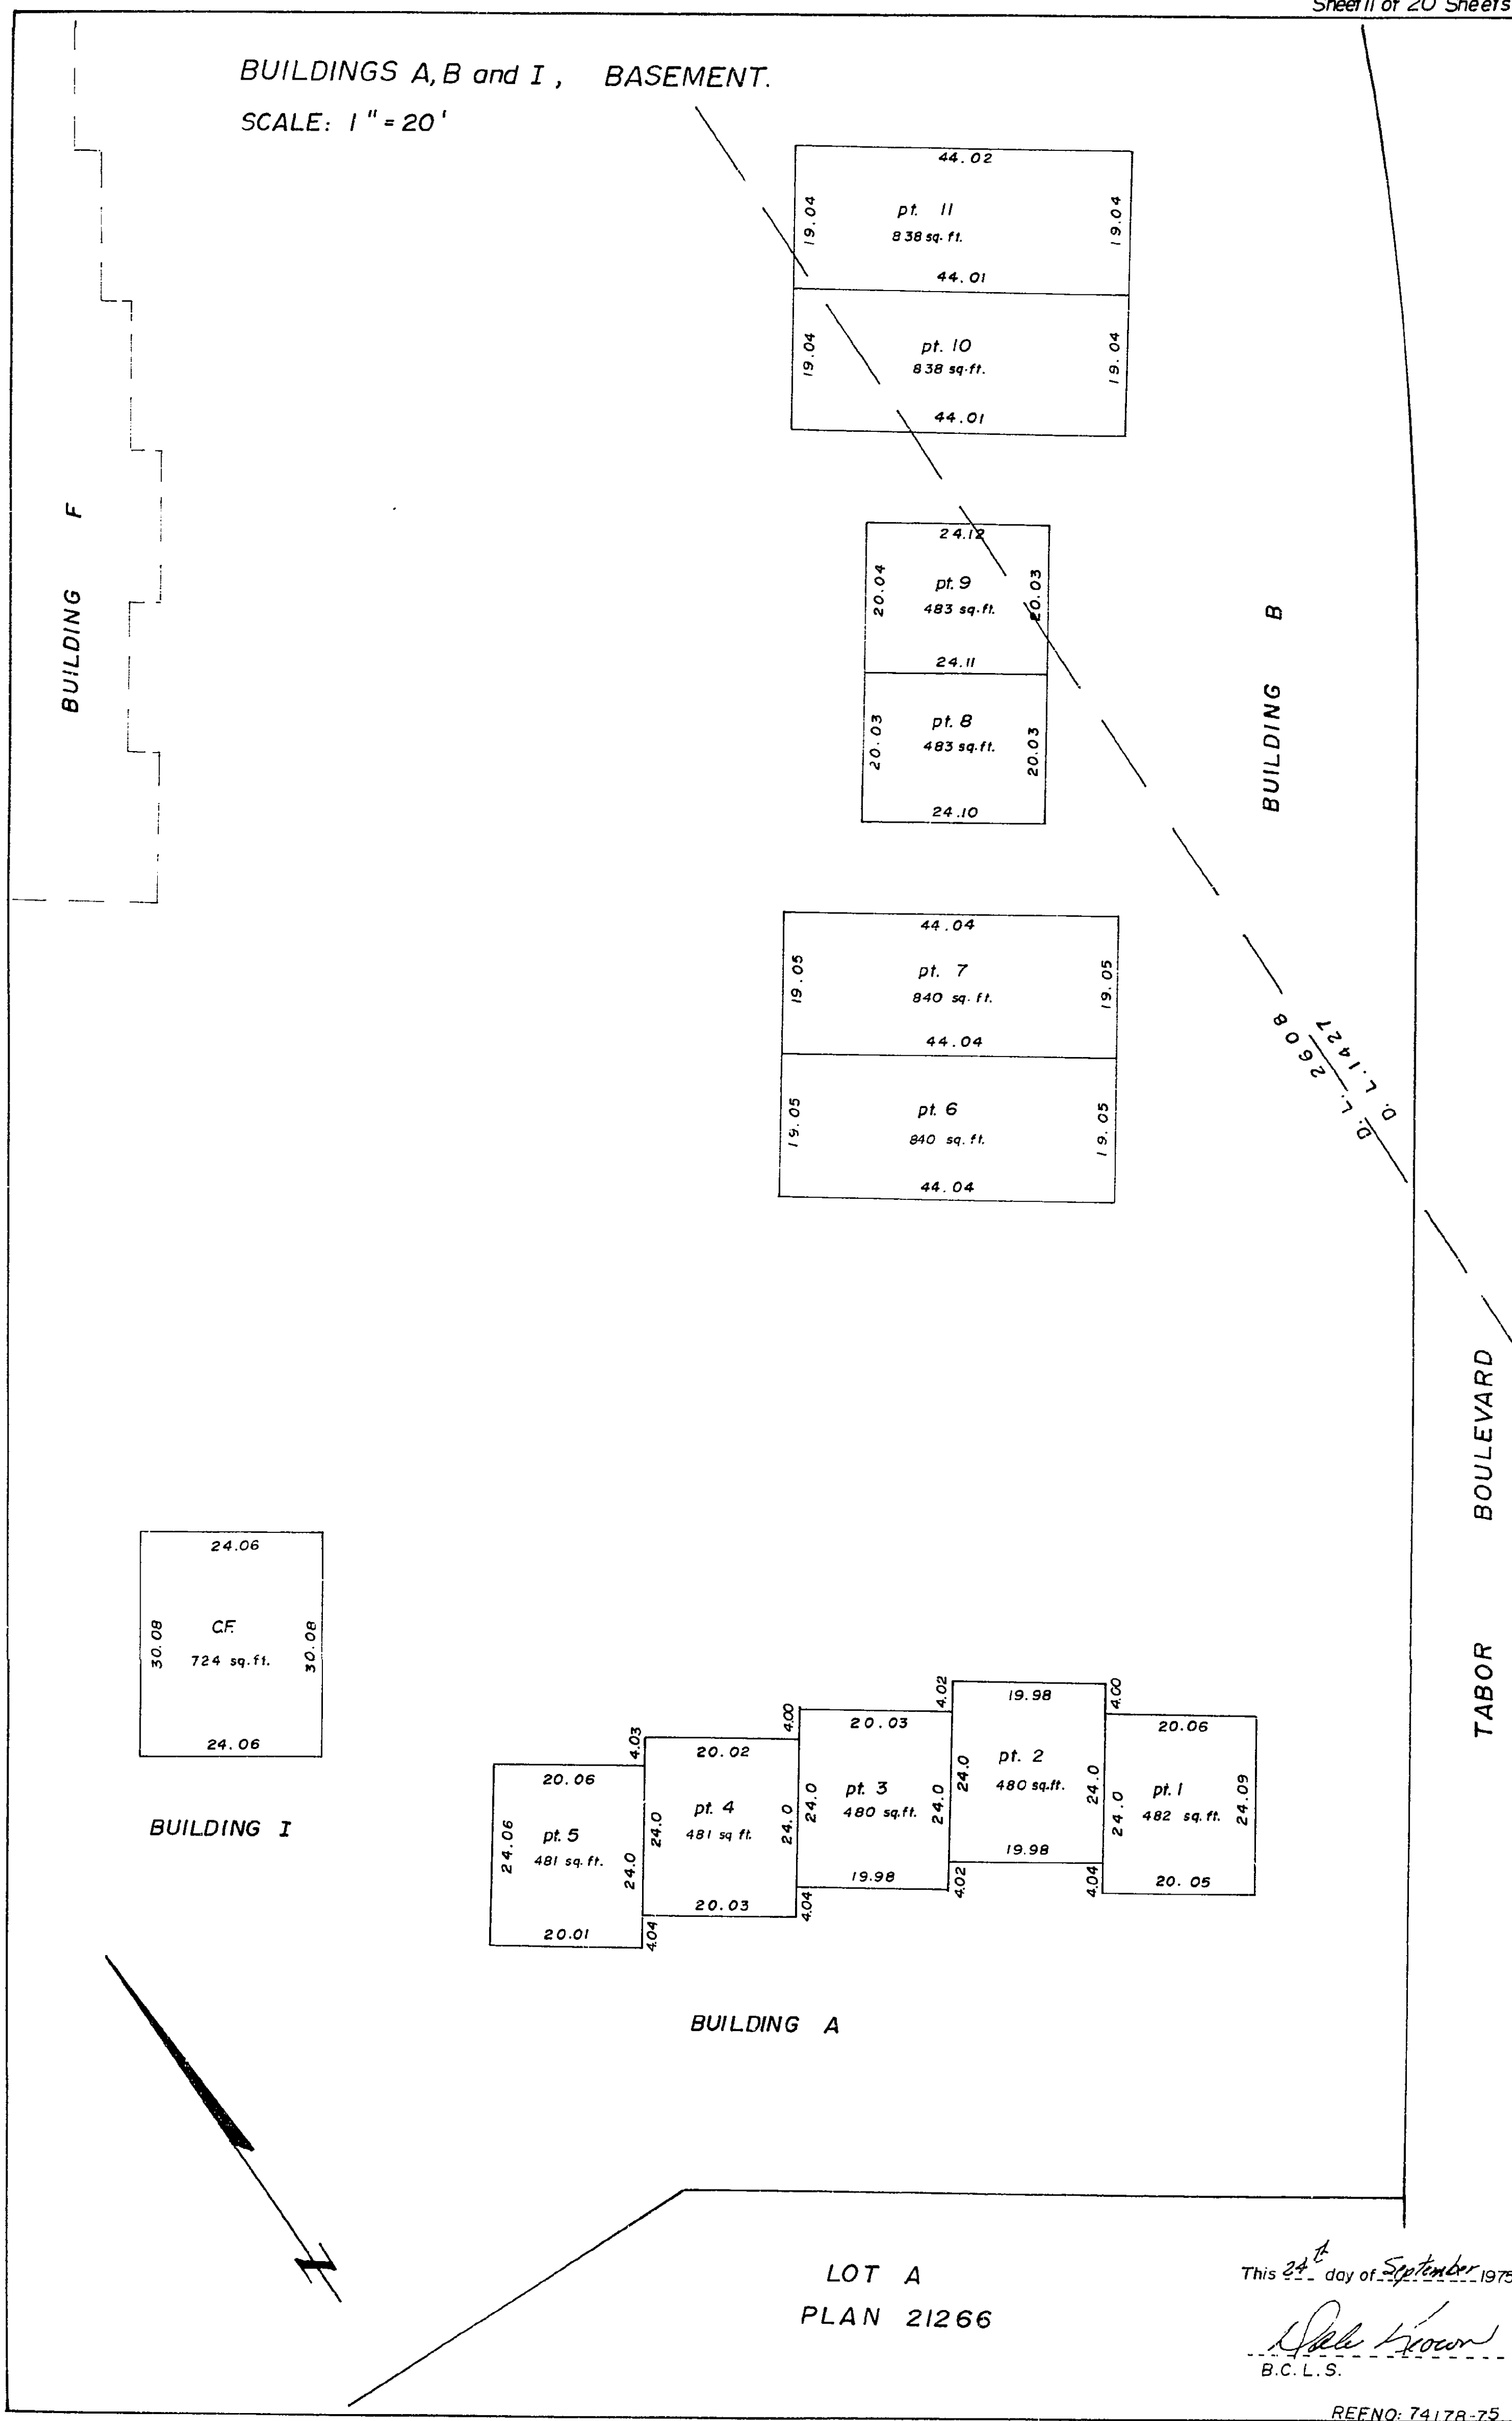 Sheet 11 of 20 Sheets
BUILDINGS A, B and I, BASEMENT.
SCALE: 1" = 20'
44.02
19.04
pt. 11
19.04
838 sq. ft.
44.01
19.04
pt. 10
19.04
838 sq. ft.
44.01
BUILDING F
24.12
20.04
pt. 9
20.03
483 sq. ft.
24.11
20.03
pt. 8
20.03
483 sq. ft.
24.10
BUILDING B
44.04
19.05
pt. 7
19.05
840 sq. ft.
44.04
19.05
pt. 6
19.05
840 sq. ft.
44.04
D. L. 2608
D. L. 1427
TABOR BOULEVARD
24.06
30.08
C.F.
30.08
724 sq. ft.
24.06
BUILDING I
4.03
4.00
4.02
4.00
20.06
24.06
pt. 5
24.0
481 sq. ft.
20.01
4.04
20.02
24.0
pt. 4
24.0
481 sq ft.
20.03
4.04
20.03
24.0
pt. 3
24.0
480 sq. ft.
19.98
4.02
19.98
24.0
pt. 2
24.0
480 sq. ft.
19.98
4.04
20.06
24.0
pt. 1
24.09
482 sq. ft.
20.05
BUILDING A
LOT A
PLAN 21266
This 24th day of September 1975
Dale Keown
B.C.L.S.
REF.NO: 74178-75